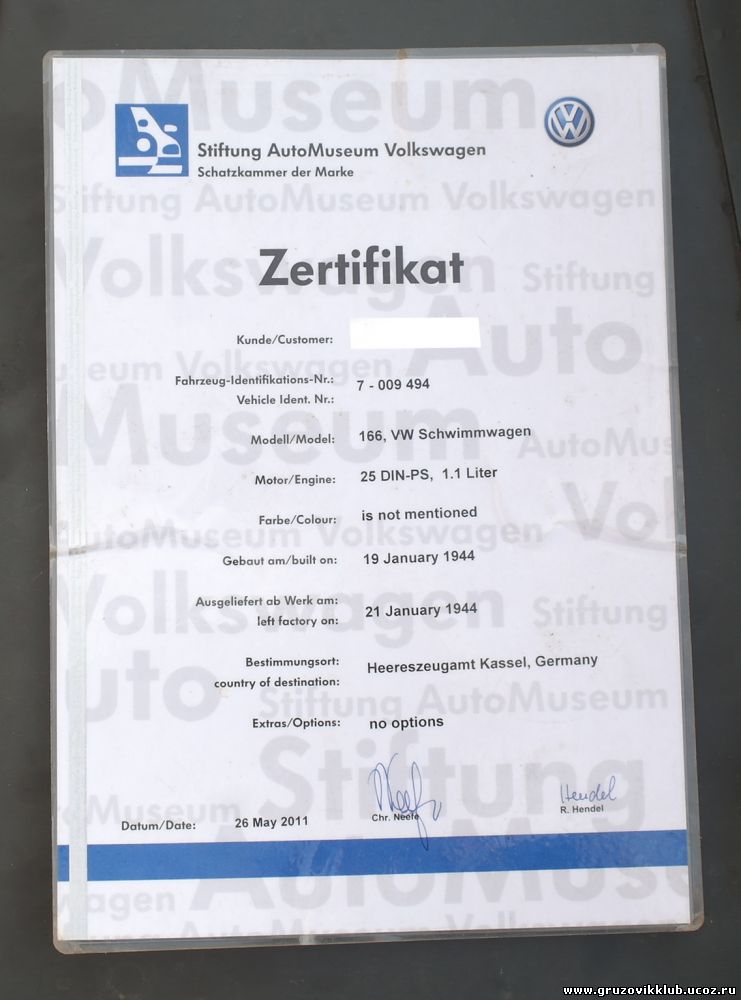 Stiftung AutoMuseum Volkswagen
Schatzkammer der Marke
Zertifikat
Kunde/Customer:
Fahrzeug-Identifikations-Nr.: 7 - 009 494
Vehicle Ident. Nr.:
Modell/Model: 166, VW Schwimmwagen
Motor/Engine: 25 DIN-PS, 1.1 Liter
Farbe/Colour: is not mentioned
Gebaut am/built on: 19 January 1944
Ausgeliefert ab Werk am: 21 January 1944
left factory on:
Bestimmungsort: Heereszeugamt Kassel, Germany
country of destination:
Extras/Options: no options
Datum/Date: 26 May 2011
Chr. Neefe
Hendel
R. Hendel
www.gruzovikklub.ucoz.ru